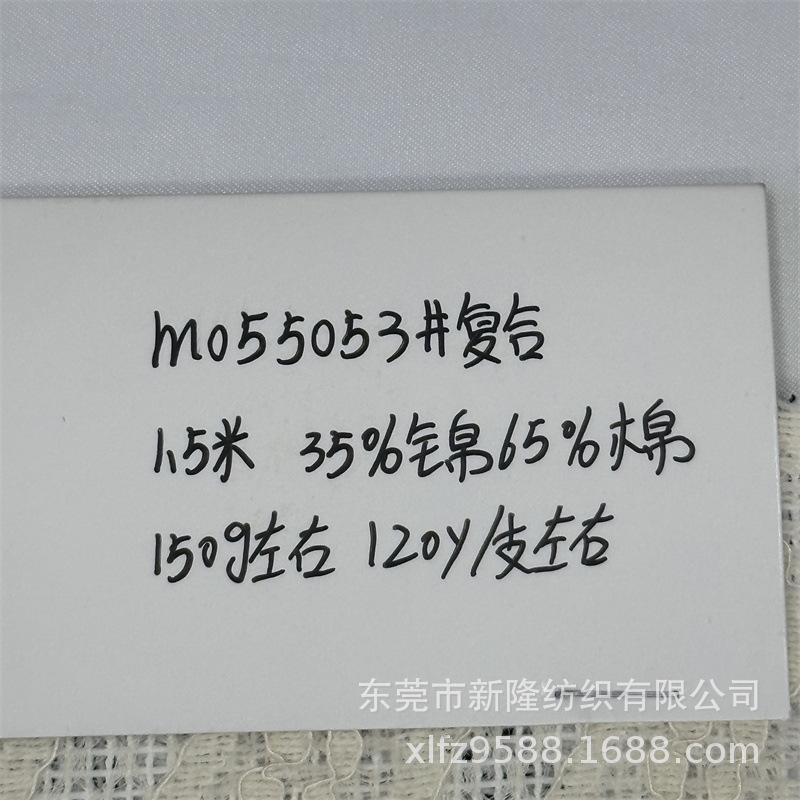 M055053#复合
1.5米 35%锦65%棉
150g左右 120y/支左右
东莞市新隆纺织有限公司
xlfz9588.1688.com